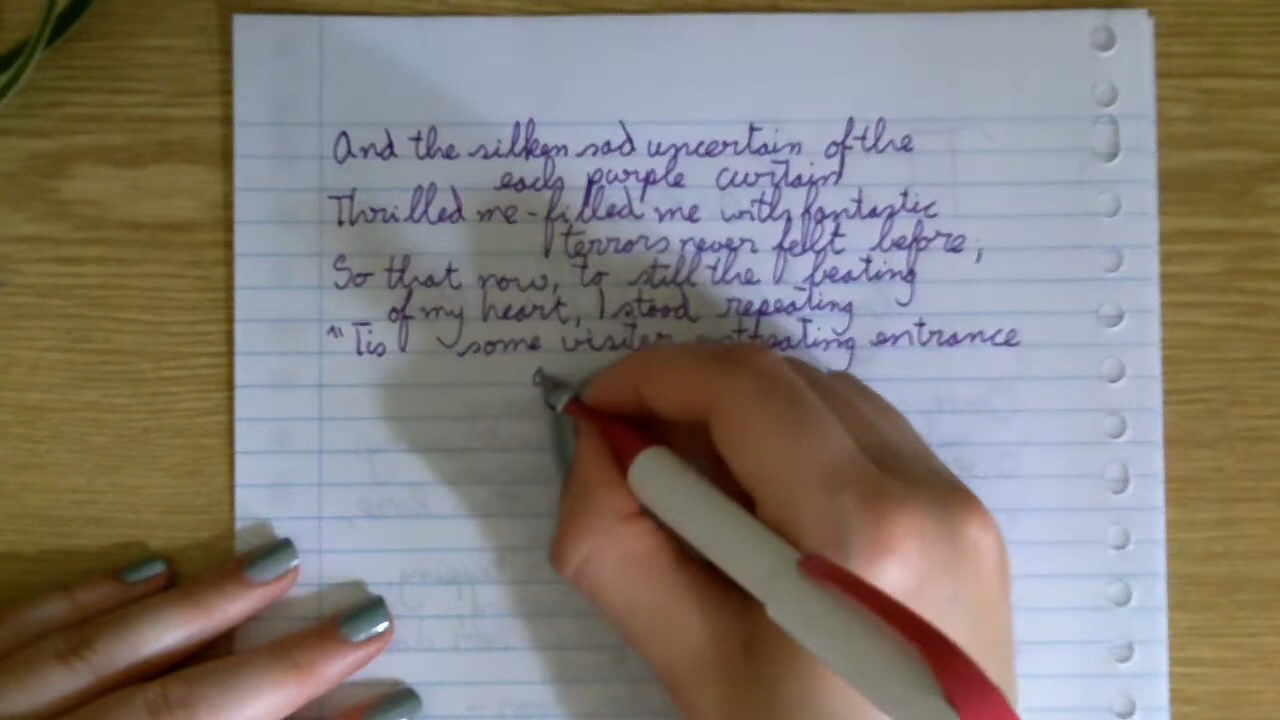 And the silken sad uncertain of the
each purple curtain
Thrilled me - filled me with fantastic
terrors never felt before;
So that now, to still the beating
of my heart, I stood repeating
"Tis some visiter entreating entrance
a